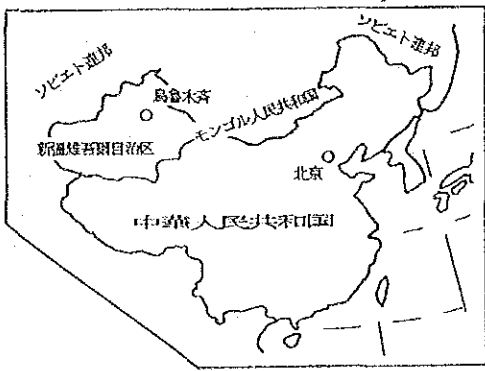 ソビエト連邦
ソビエト連邦
烏魯木斉
モンゴル人民共和国
新疆維吾爾自治区
北京
中華人民共和国